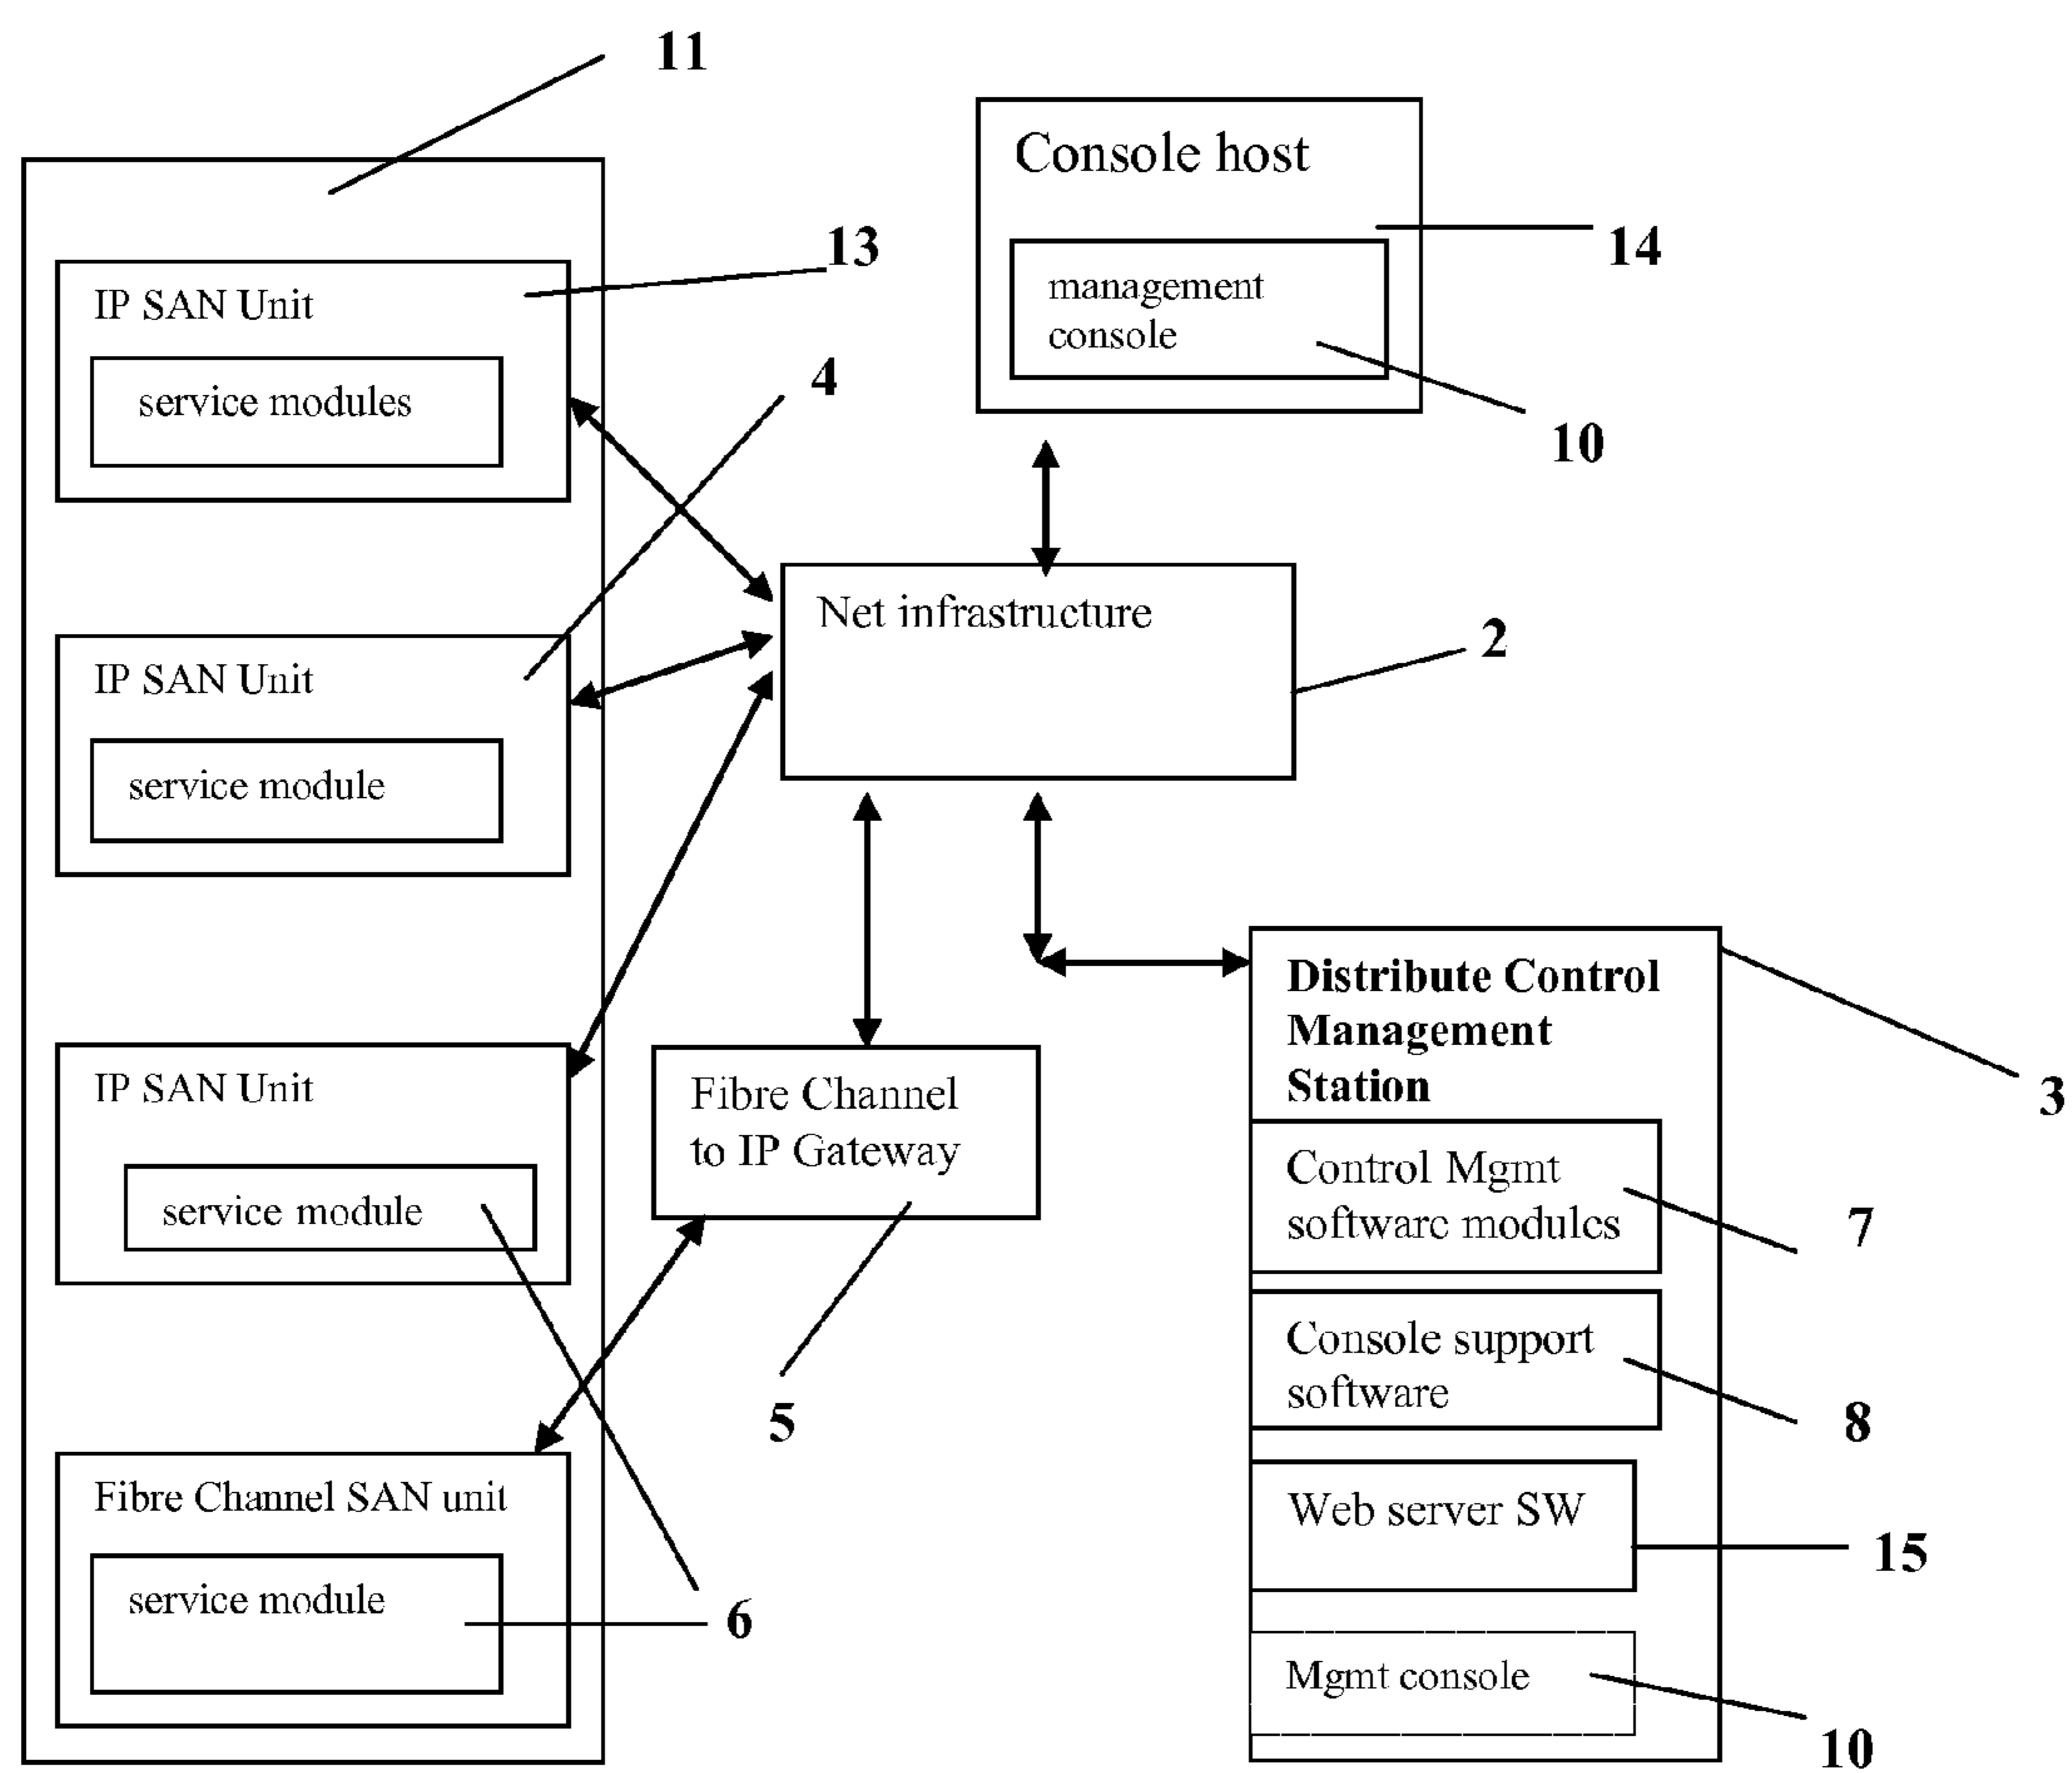 11
IP SAN Unit
service modules
13
4
IP SAN Unit
service module
IP SAN Unit
service module
Fibre Channel SAN unit
service module
6
Console host
management
console
14
10
Net infrastructure
2
Fibre Channel
to IP Gateway
5
Distribute Control
Management
Station
3
Control Mgmt
software modules
7
Console support
software
8
Web server SW
15
Mgmt console
10